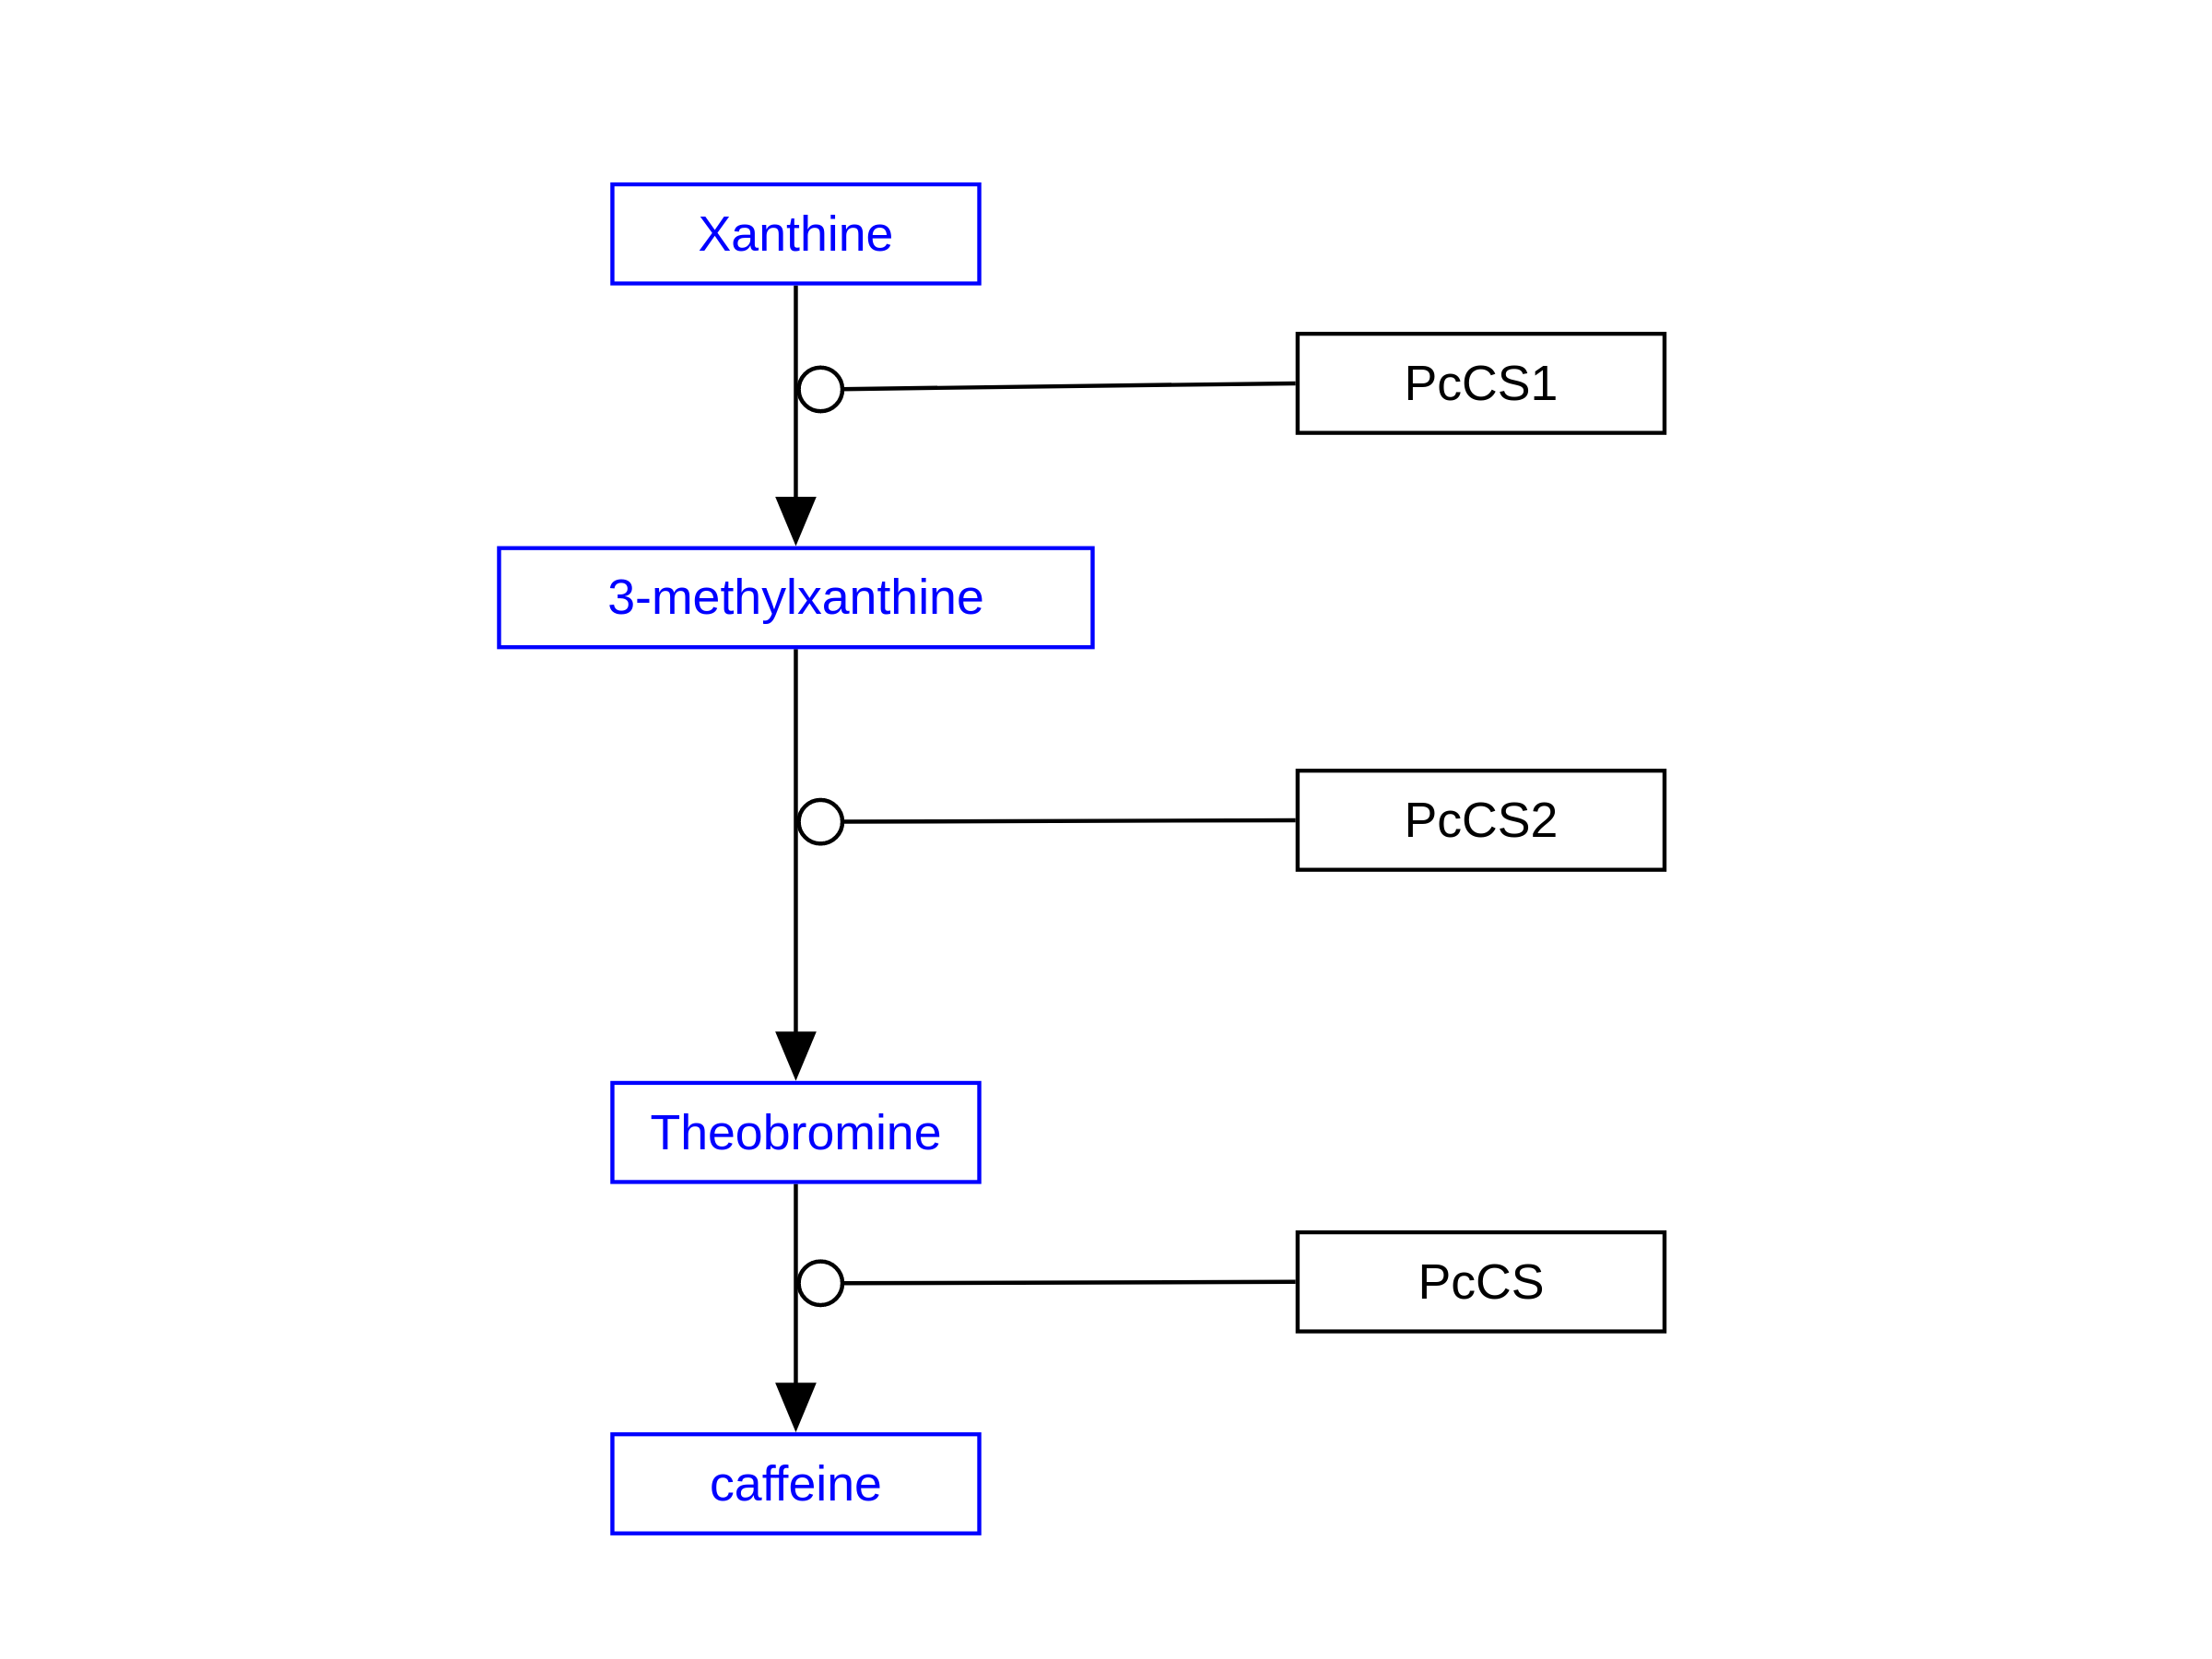 Xanthine
PcCS1
3-methylxanthine
PcCS2
Theobromine
PcCS
caffeine